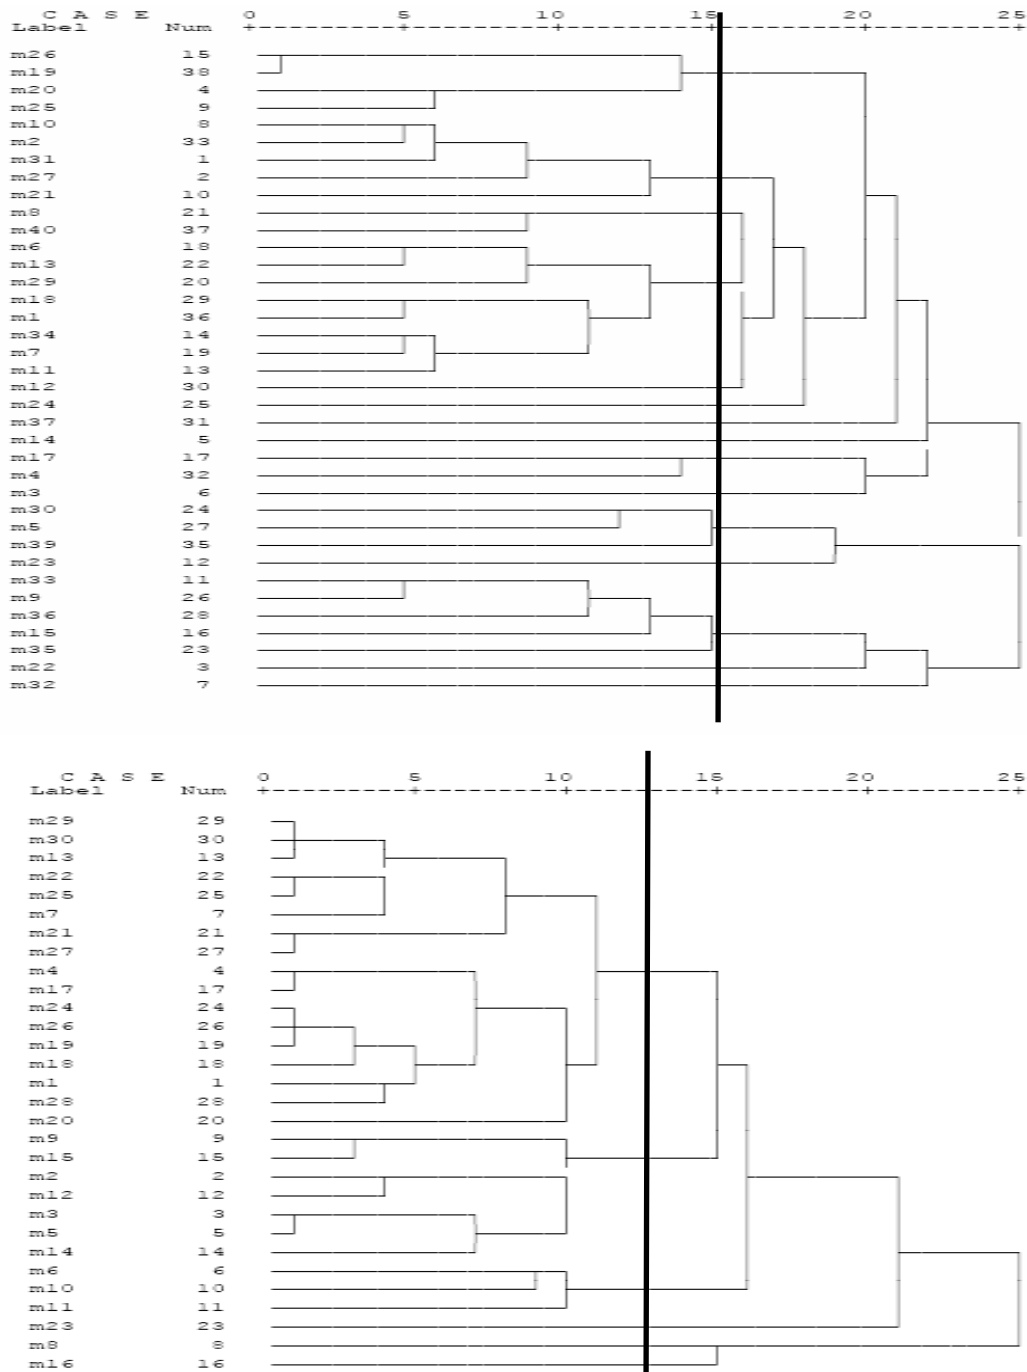 C A S E 0 5 10 15 20 25
Label Num
m26 15
m19 38
m20 4
m25 9
m10 8
m2 33
m31 1
m27 2
m21 10
m8 21
m40 37
m6 18
m13 22
m29 20
m18 29
m1 36
m34 14
m7 19
m11 13
m12 30
m24 25
m37 31
m14 5
m17 17
m4 32
m3 6
m30 24
m5 27
m39 35
m23 12
m33 11
m9 26
m36 28
m15 16
m35 23
m22 3
m32 7
C A S E 0 5 10 15 20 25
Label Num
m29 29
m30 30
m13 13
m22 22
m25 25
m7 7
m21 21
m27 27
m4 4
m17 17
m24 24
m26 26
m19 19
m18 18
m1 1
m28 28
m20 20
m9 9
m15 15
m2 2
m12 12
m3 3
m5 5
m14 14
m6 6
m10 10
m11 11
m23 23
m8 8
m16 16